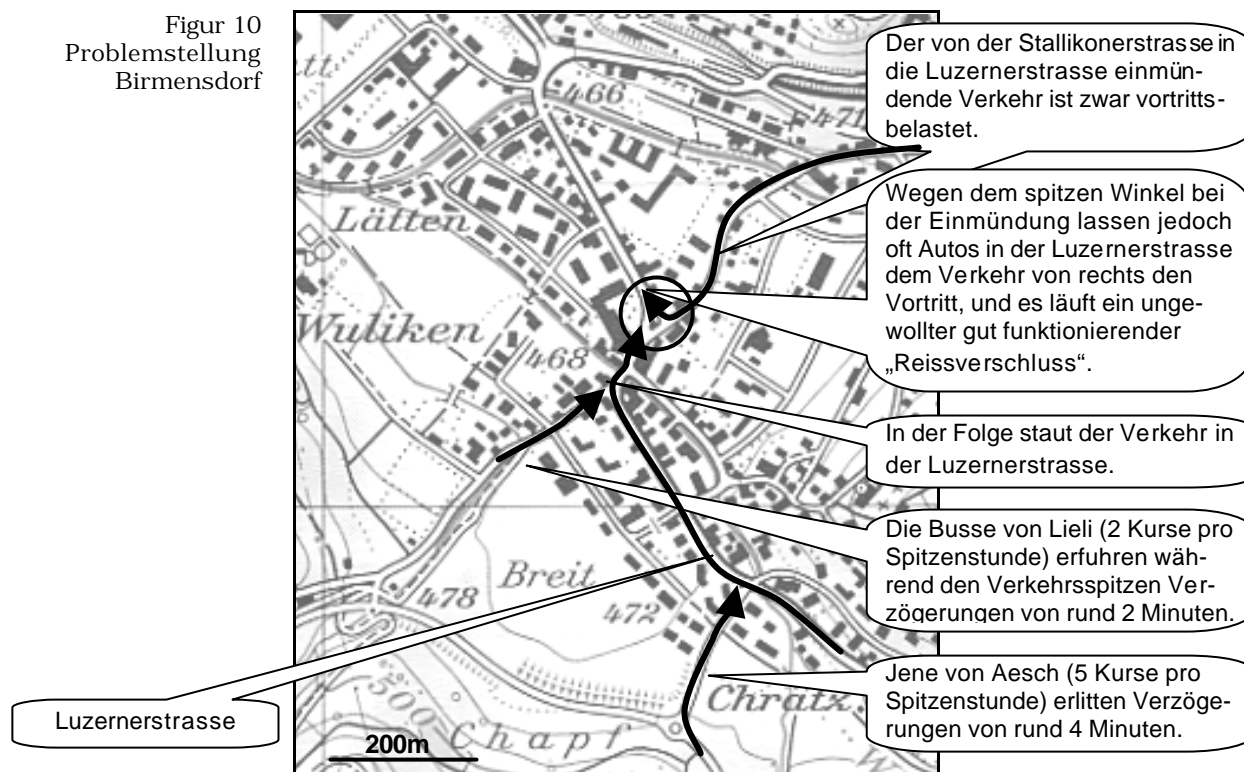 Figur 10
Problemstellung
Birmensdorf
Der von der Stallikonerstrasse in
die Luzernerstrasse einmün-
dende Verkehr ist zwar vortritts-
belastet.
Wegen dem spitzen Winkel bei
der Einmündung lassen jedoch
oft Autos in der Luzernerstrasse
dem Verkehr von rechts den
Vortritt, und es läuft ein unge-
wollter gut funktionierender
„Reissverschluss“.
In der Folge staut der Verkehr in
der Luzernerstrasse.
Die Busse von Lieli (2 Kurse pro
Spitzenstunde) erfuhren wäh-
rend den Verkehrsspitzen Ver-
zögerungen von rund 2 Minuten.
Jene von Aesch (5 Kurse pro
Spitzenstunde) erlitten Verzöge-
rungen von rund 4 Minuten.
Luzernerstrasse
466
471
Lätten
Wuliken
468
Breit
478
472
Chratz
500
Chapf
200m